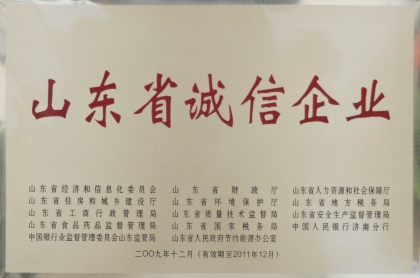 山东省诚信企业
山东省经济和信息化委员会 山东省财政厅 山东省人力资源和社会保障厅
山东省住房和城乡建设厅 山东省环境保护厅 山东省地方税务局
山东省工商行政管理局 山东省质量技术监督局 山东省安全生产监督管理局
山东省食品药品监督管理局 山东省国家税务局 中国人民银行济南分行
中国银行业监督管理委员会山东监管局 山东省人民政府节约能源办公室
二〇〇九年十二月（有效期至2011年12月）